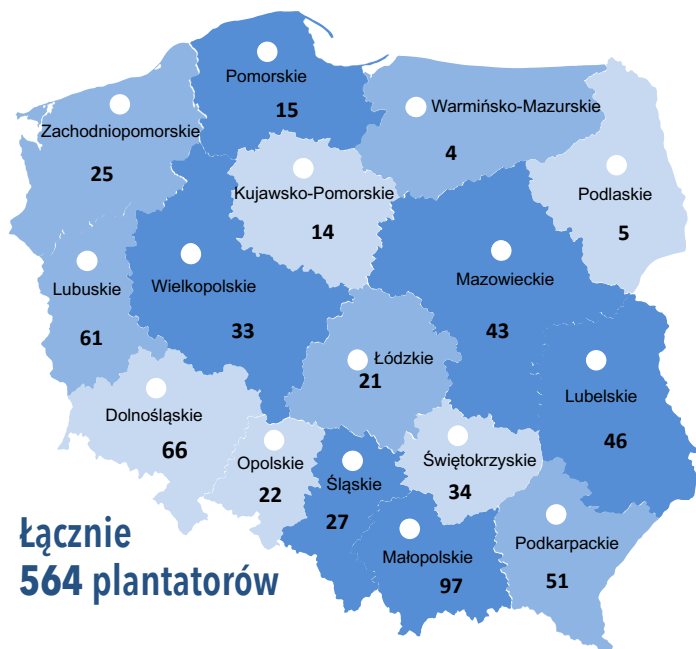 Pomorskie
15
Warmińsko-Mazurskie
4
Zachodniopomorskie
25
Kujawsko-Pomorskie
14
Podlaskie
5
Lubuskie
61
Wielkopolskie
33
Mazowieckie
43
Łódzkie
21
Lubelskie
46
Dolnośląskie
66
Opolskie
22
Śląskie
27
Świętokrzyskie
34
Małopolskie
97
Podkarpackie
51
Łącznie
564 plantatorów